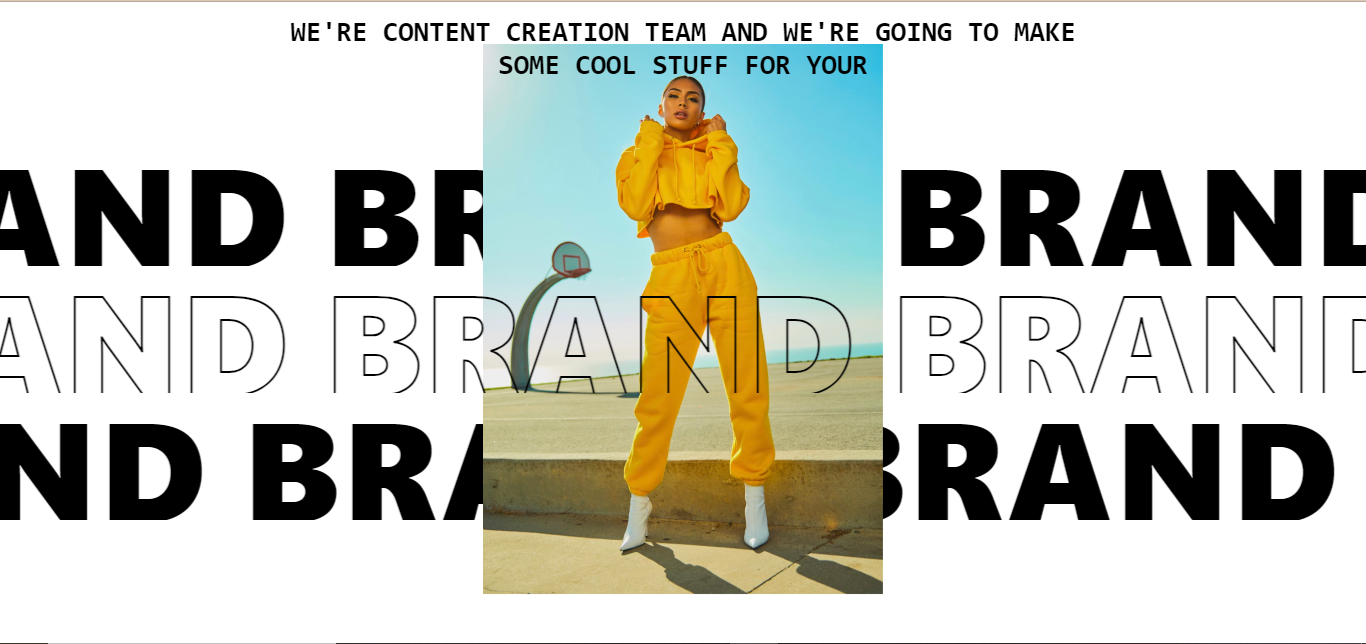 WE'RE CONTENT CREATION TEAM AND WE'RE GOING TO MAKE
SOME COOL STUFF FOR YOUR
AND BR BRAND
AND BRAND BRAND
ND BRA BRAND